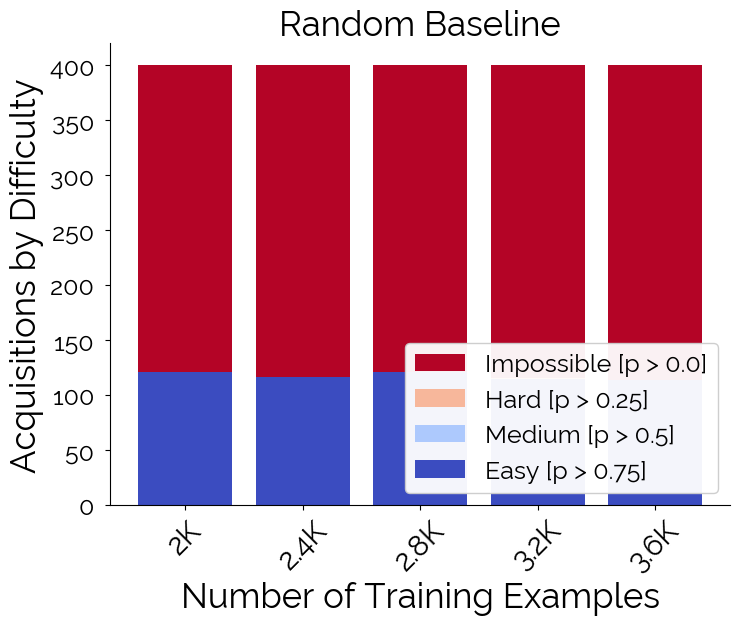 Random Baseline
Acquisitions by Difficulty
400
350
300
250
200
150
100
50
0
Impossible [p > 0.0]
Hard [p > 0.25]
Medium [p > 0.5]
Easy [p > 0.75]
2K
2.4K
2.8K
3.2K
3.6K
Number of Training Examples